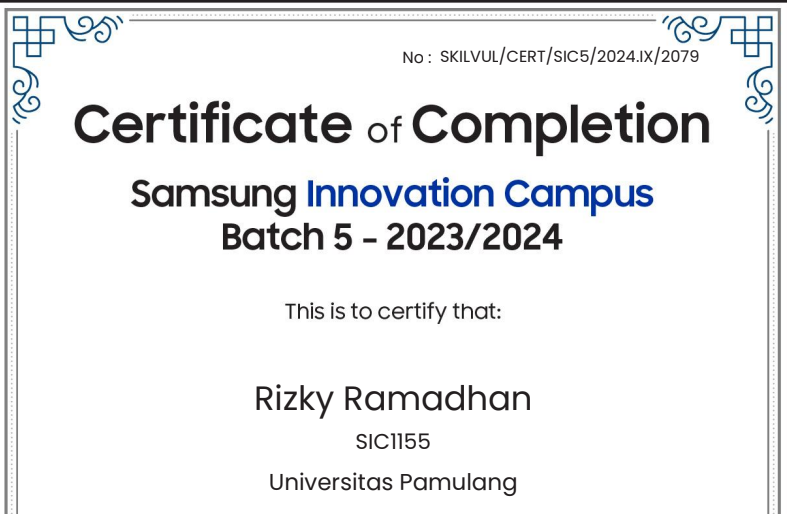 No : SKILVUL/CERT/SIC5/2024.IX/2079
Certificate of Completion
Samsung Innovation Campus
Batch 5 - 2023/2024
This is to certify that:
Rizky Ramadhan
SIC1155
Universitas Pamulang